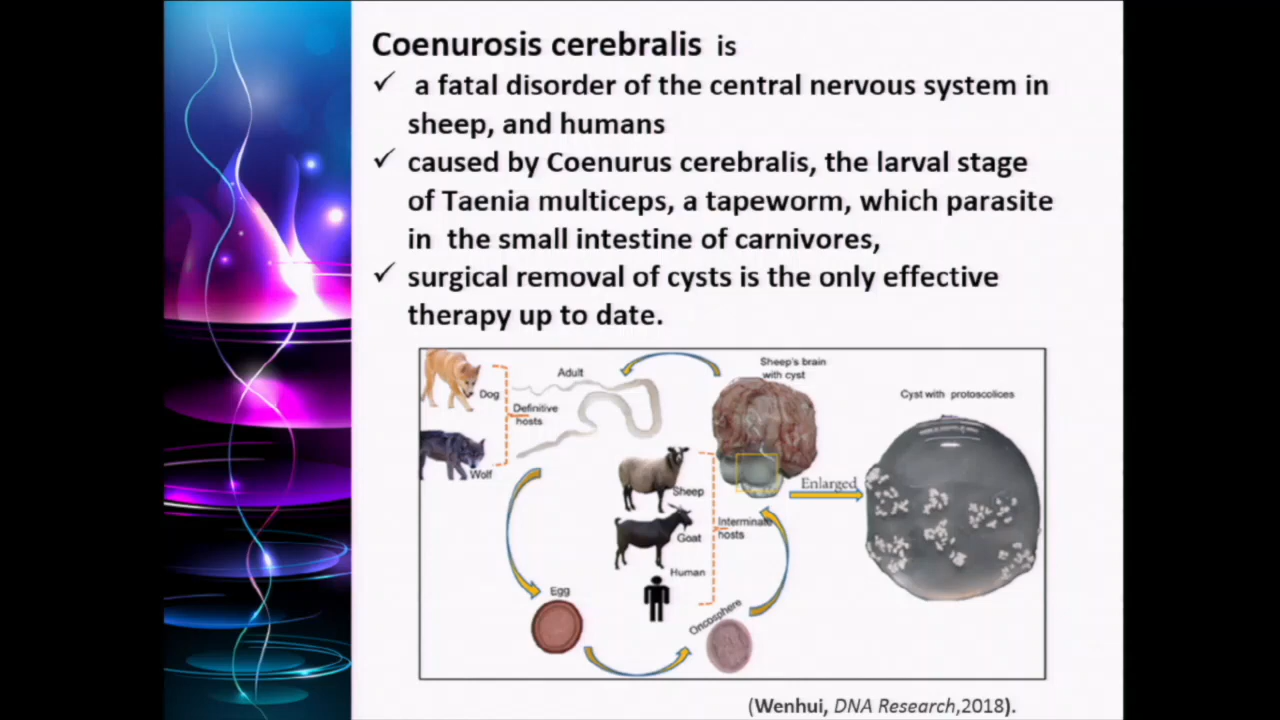 Coenurosis cerebralis is
✓ a fatal disorder of the central nervous system in
sheep, and humans
✓ caused by Coenurus cerebralis, the larval stage
of Taenia multiceps, a tapeworm, which parasite
in the small intestine of carnivores,
✓ surgical removal of cysts is the only effective
therapy up to date.
Dog
Definitive
hosts
Wolf
Adult
Sheep's brain
with cyst
Cyst with protoscolices
Enlarged
Sheep
Goat
Human
Interminate
hosts
Egg
Oncosphere
(Wenhui, DNA Research,2018).